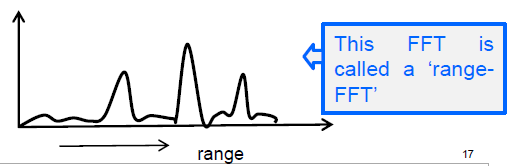 This FFT is
called a ‘range-
FFT’
range
17